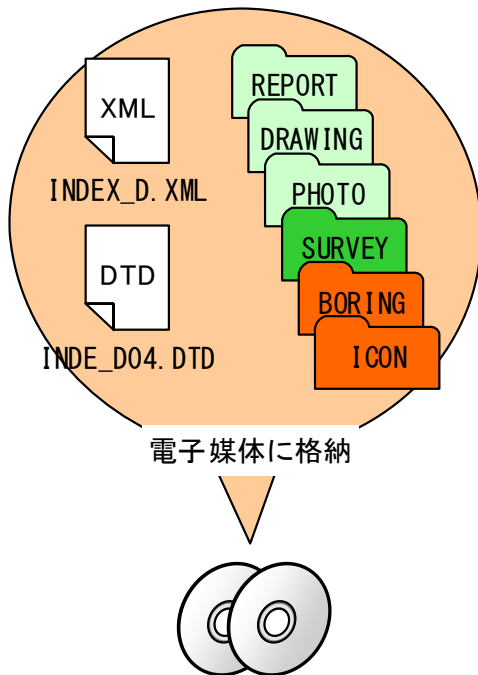 XML
INDEX_D.XML
DTD
INDE_D04.DTD
REPORT
DRAWING
PHOTO
SURVEY
BORING
ICON
電子媒体に格納